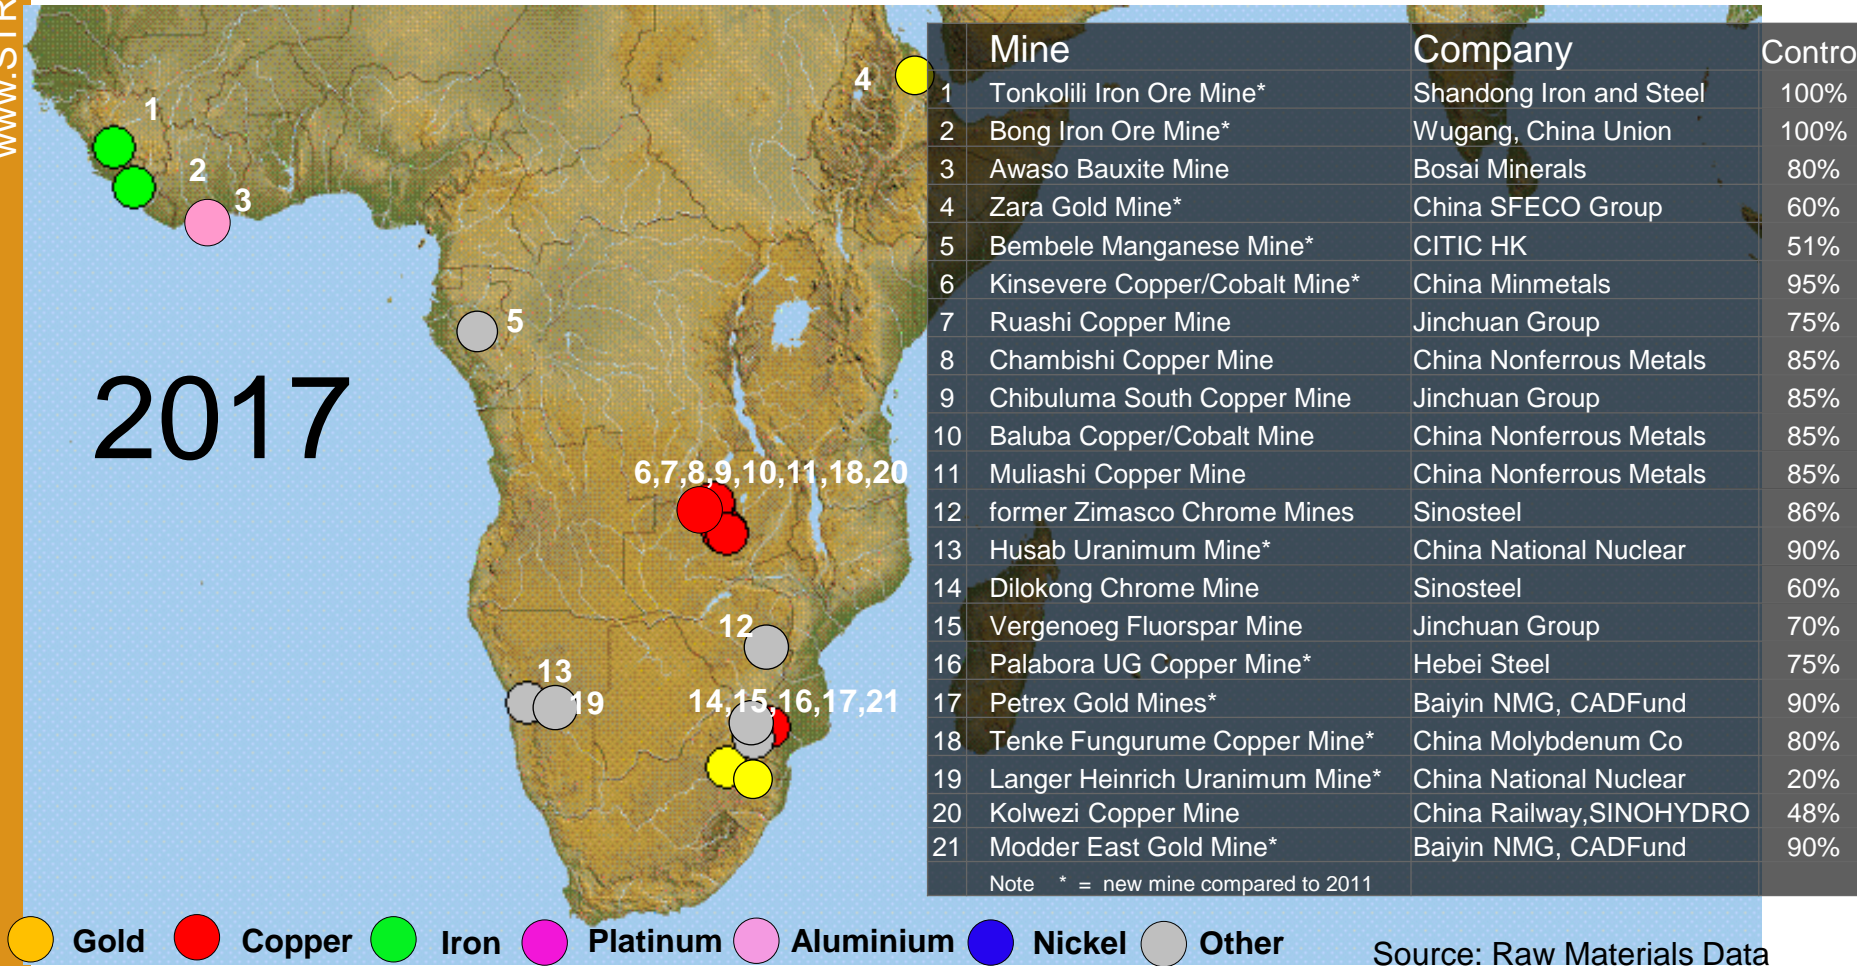 www.STR
Mine Company Contro
1 Tonkolili Iron Ore Mine* Shandong Iron and Steel 100%
2 Bong Iron Ore Mine* Wugang, China Union 100%
3 Awaso Bauxite Mine Bosai Minerals 80%
4 Zara Gold Mine* China SFECO Group 60%
5 Bembele Manganese Mine* CITIC HK 51%
6 Kinsevere Copper/Cobalt Mine* China Minmetals 95%
7 Ruashi Copper Mine Jinchuan Group 75%
8 Chambishi Copper Mine China Nonferrous Metals 85%
9 Chibuluma South Copper Mine Jinchuan Group 85%
10 Baluba Copper/Cobalt Mine China Nonferrous Metals 85%
11 Muliashi Copper Mine China Nonferrous Metals 85%
12 former Zimasco Chrome Mines Sinosteel 86%
13 Husab Uranimum Mine* China National Nuclear 90%
14 Dilokong Chrome Mine Sinosteel 60%
15 Vergenoeg Fluorspar Mine Jinchuan Group 70%
16 Palabora UG Copper Mine* Hebei Steel 75%
17 Petrex Gold Mines* Baiyin NMG, CADFund 90%
18 Tenke Fungurume Copper Mine* China Molybdenum Co 80%
19 Langer Heinrich Uranimum Mine* China National Nuclear 20%
20 Kolwezi Copper Mine China Railway,SINOHYDRO 48%
21 Modder East Gold Mine* Baiyin NMG, CADFund 90%
Note * = new mine compared to 2011
4
1
2
3
5
2017
6,7,8,9,10,11,18,20
12
13
19
14,15,16,17,21
Gold Copper Iron Platinum Aluminium Nickel Other
Source: Raw Materials Data